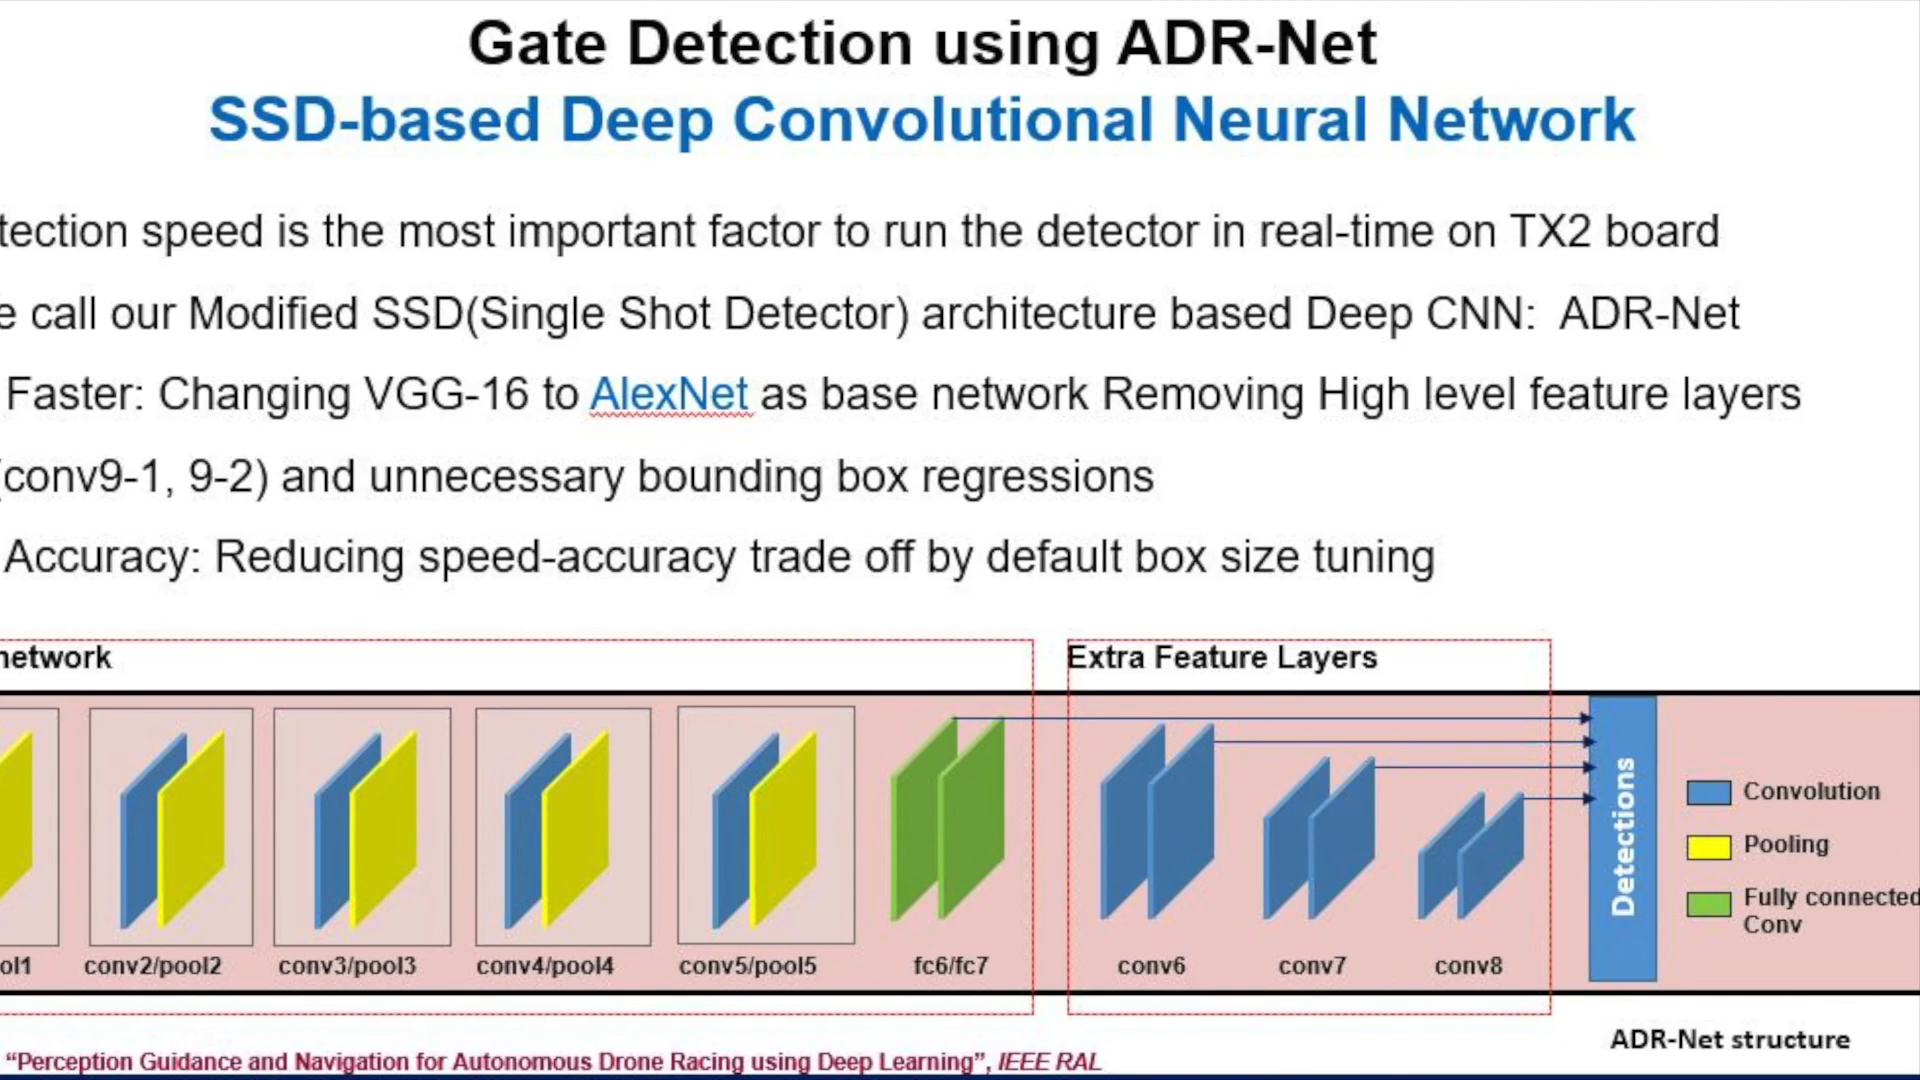 Gate Detection using ADR-Net
SSD-based Deep Convolutional Neural Network
tection speed is the most important factor to run the detector in real-time on TX2 board
e call our Modified SSD(Single Shot Detector) architecture based Deep CNN: ADR-Net
Faster: Changing VGG-16 to AlexNet as base network Removing High level feature layers
(conv9-1, 9-2) and unnecessary bounding box regressions
Accuracy: Reducing speed-accuracy trade off by default box size tuning
network
Extra Feature Layers
Detections
Convolution
Pooling
Fully connected
Conv
ol1
conv2/pool2
conv3/pool3
conv4/pool4
conv5/pool5
fc6/fc7
conv6
conv7
conv8
ADR-Net structure
“Perception Guidance and Navigation for Autonomous Drone Racing using Deep Learning”, IEEE RAL